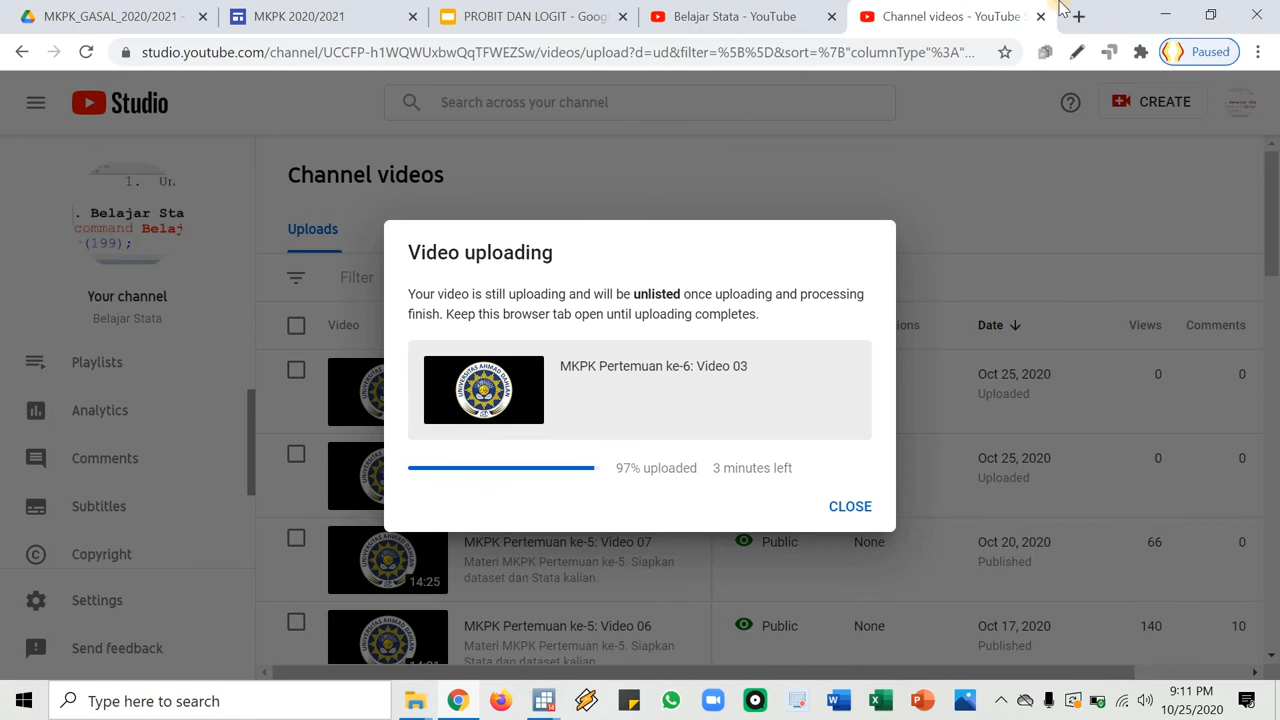 MKPK_GASAL_2020/2021 -
MKPK 2020/2021
PROBIT DAN LOGIT - Goog
Belajar Stata - YouTube
Channel videos - YouTube S
studio.youtube.com/channel/UCCFP-h1WQWUxbwQqTFWEZSw/videos/upload?d=ud&filter=%5B%5D&sort=%7B"columnType"%3A"...
Paused
Studio
Search across your channel
CREATE
1. Un
. Belajar Sta
command Belaj
r(199);
Your channel
Belajar Stata
Playlists
Analytics
Comments
Subtitles
Copyright
Settings
Send feedback
Channel videos
Uploads
Filter
Video
Date
Views
Comments
Oct 25, 2020
Uploaded
0
0
Oct 25, 2020
Uploaded
0
0
Video uploading
Your video is still uploading and will be unlisted once uploading and processing
finish. Keep this browser tab open until uploading completes.
UNIVERSITAS AHMAD DAHLAN
MKPK Pertemuan ke-6: Video 03
97% uploaded 3 minutes left
CLOSE
14:25
MKPK Pertemuan ke-5: Video 07
Materi MKPK Pertemuan ke-5. Siapkan
dataset dan Stata kalian.
Public
None
Oct 20, 2020
Published
66
0
MKPK Pertemuan ke-5: Video 06
Materi MKPK Pertemuan ke-5. Siapkan
Stata dan dataset kalian
Public
None
Oct 17, 2020
Published
140
10
Type here to search
9:11 PM
10/25/2020